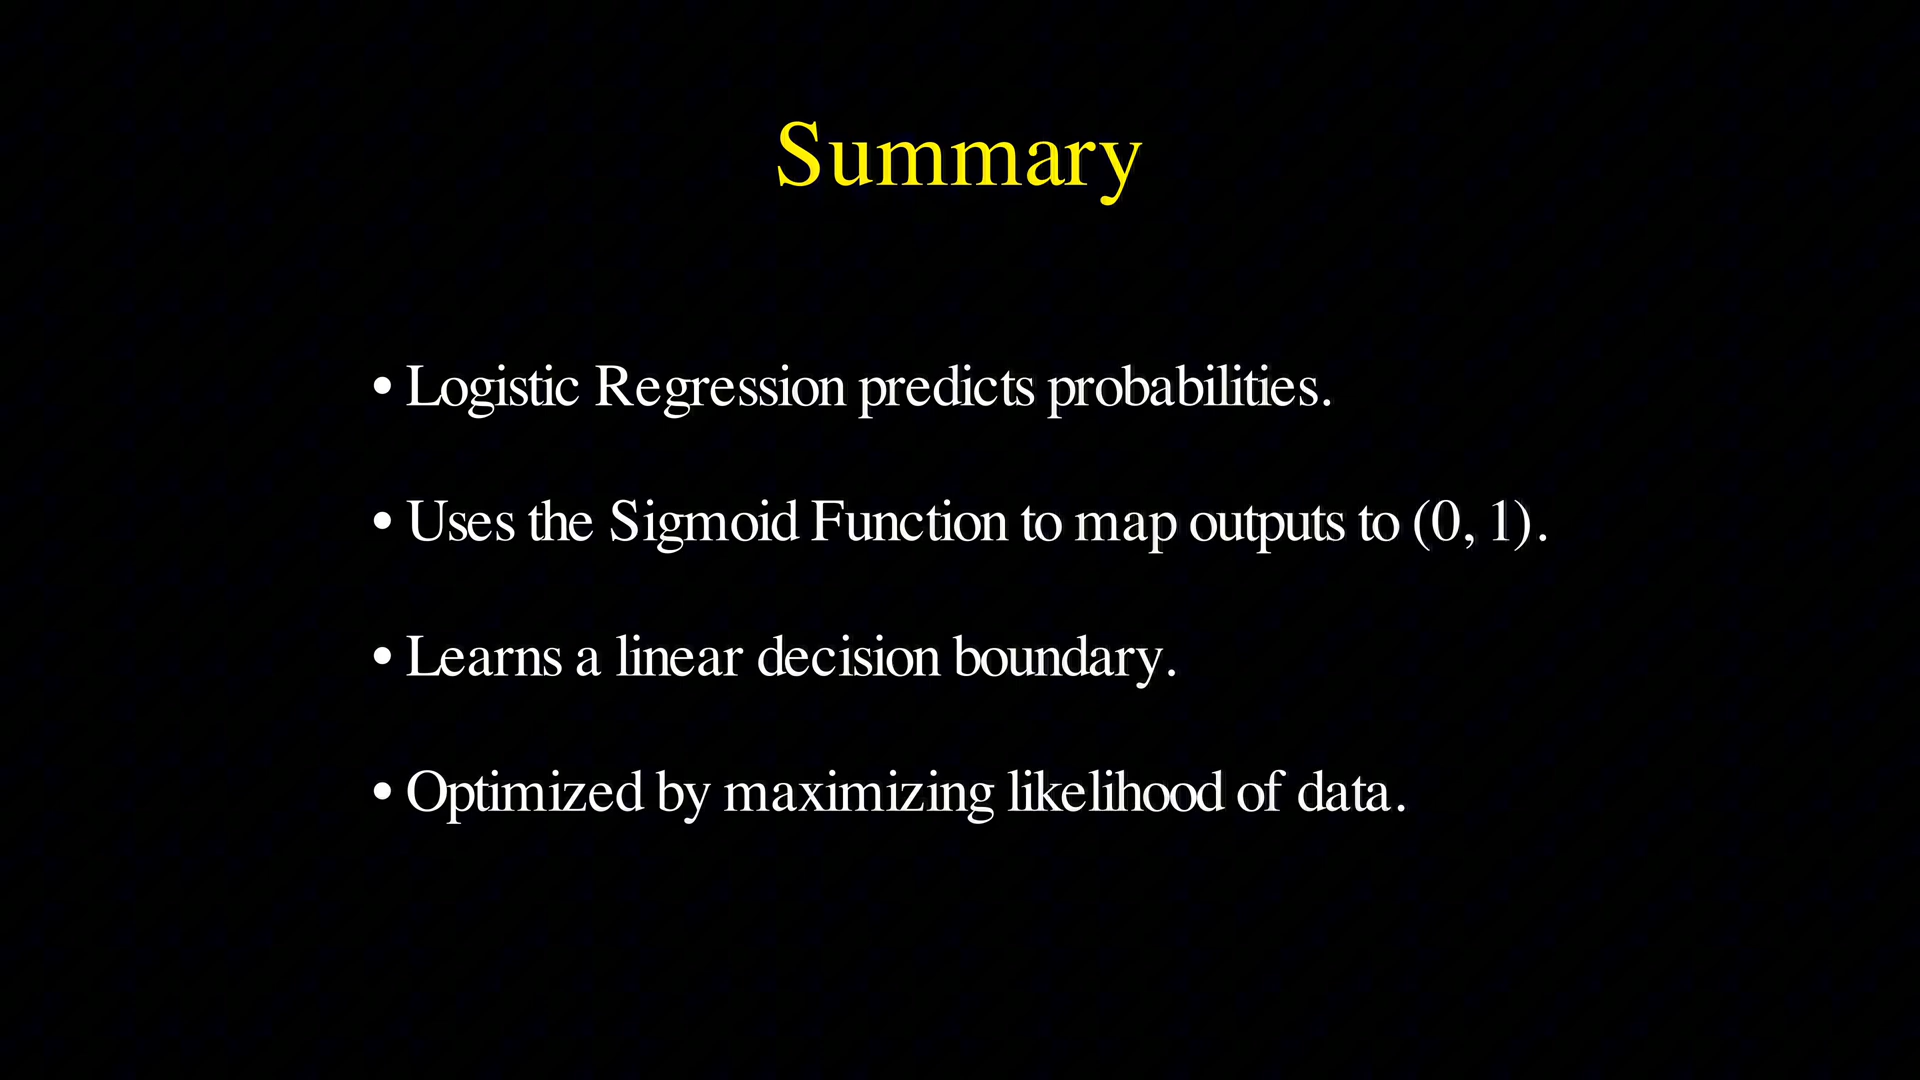 Summary
• Logistic Regression predicts probabilities.
• Uses the Sigmoid Function to map outputs to (0, 1).
• Learns a linear decision boundary.
• Optimized by maximizing likelihood of data.